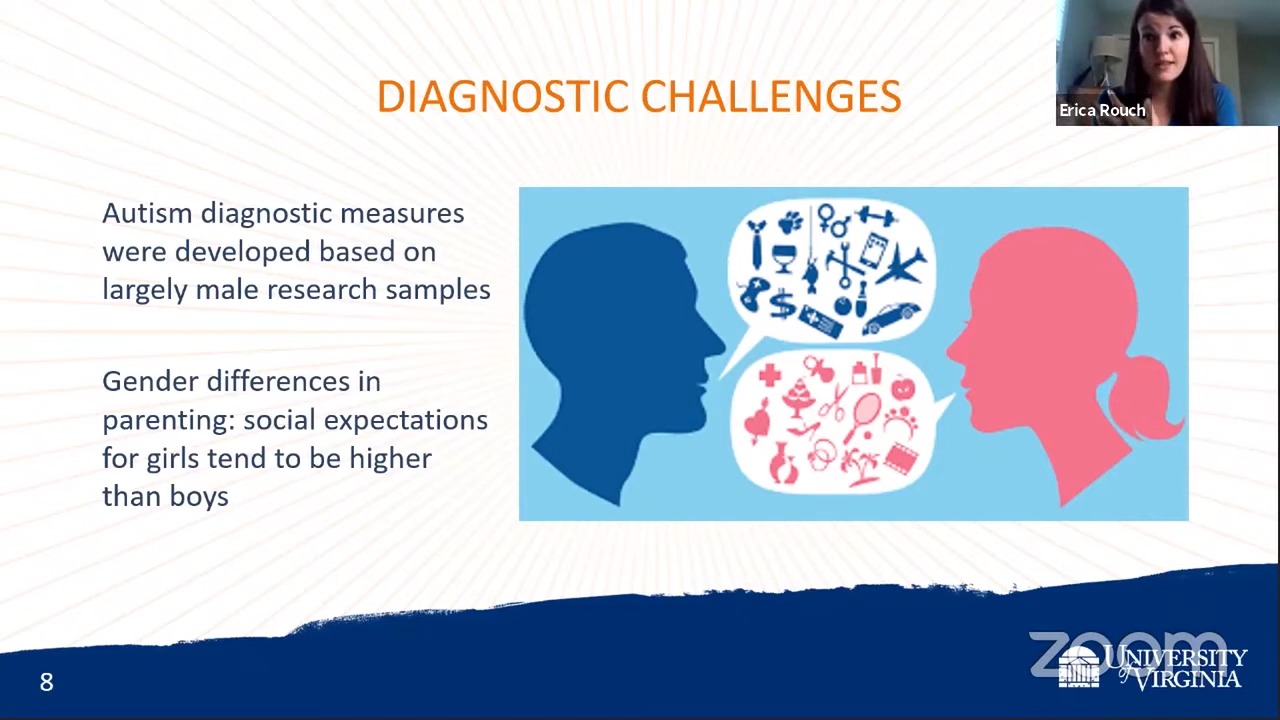 DIAGNOSTIC CHALLENGES
Erica Rouch
Autism diagnostic measures
were developed based on
largely male research samples
Gender differences in
parenting: social expectations
for girls tend to be higher
than boys
$
8
zoom
UNIVERSITY
of VIRGINIA